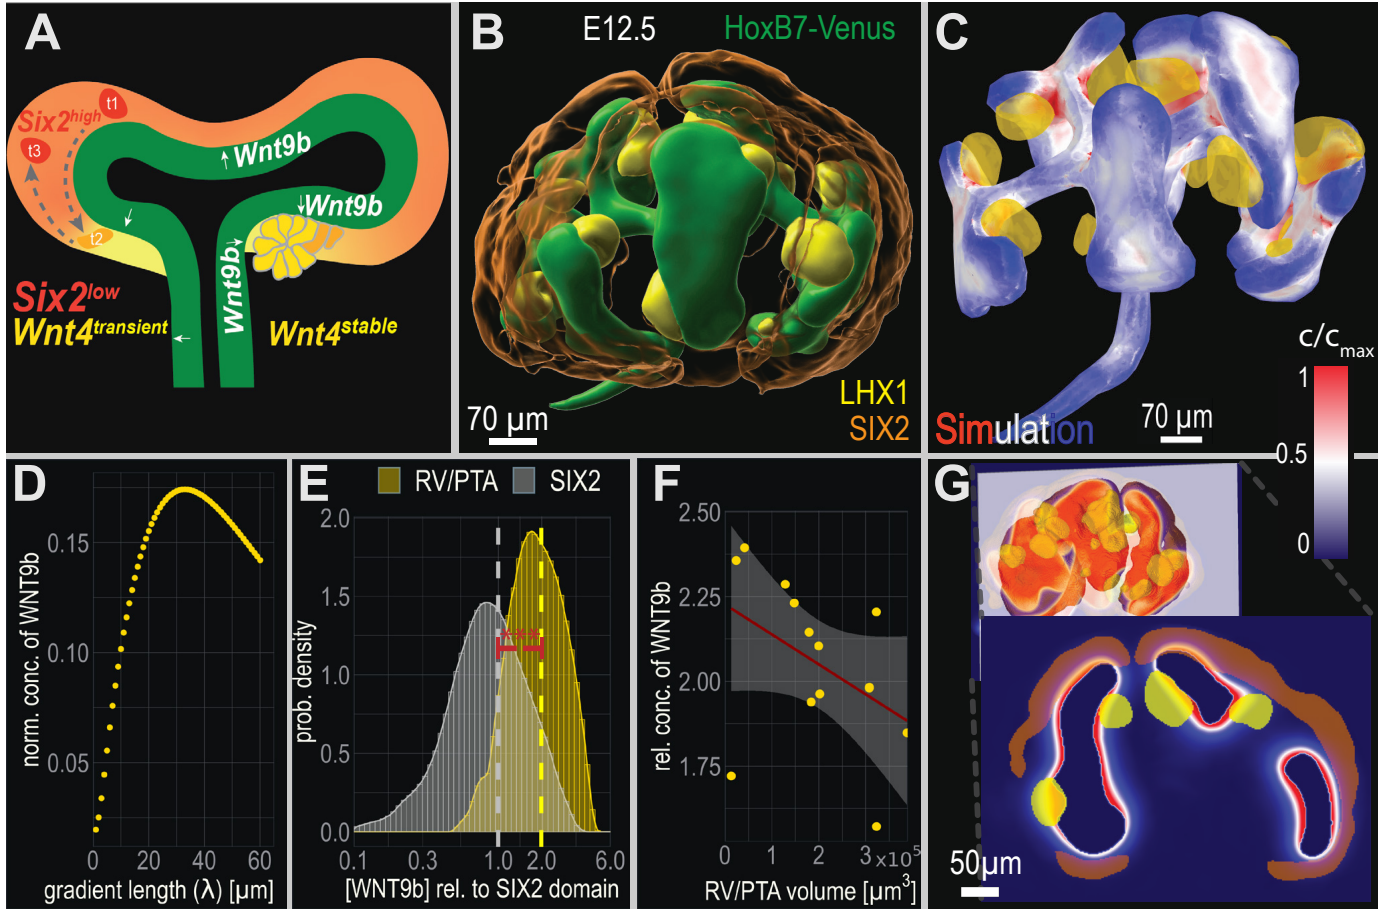 A
t1
Six2high
t3
t2
Wnt9b
Wnt9b
Wnt9b
Six2low
Wnt4transient
Wnt4stable
B
E12.5
HoxB7-Venus
70 µm
LHX1
SIX2
C
Simulation
70 µm
c/cmax
1
0.5
0
D
norm. conc. of WNT9b
0.15
0.10
0.05
0 20 40 60
gradient length (λ) [µm]
E
RV/PTA SIX2
prob. density
2.0
1.5
1.0
0.5
0.0
***
0.1 0.3 1.0 2.0 6.0
[WNT9b] rel. to SIX2 domain
F
rel. conc. of WNT9b
2.50
2.25
2.00
1.75
0 1 2 3 x10⁵
RV/PTA volume [µm³]
G
50µm